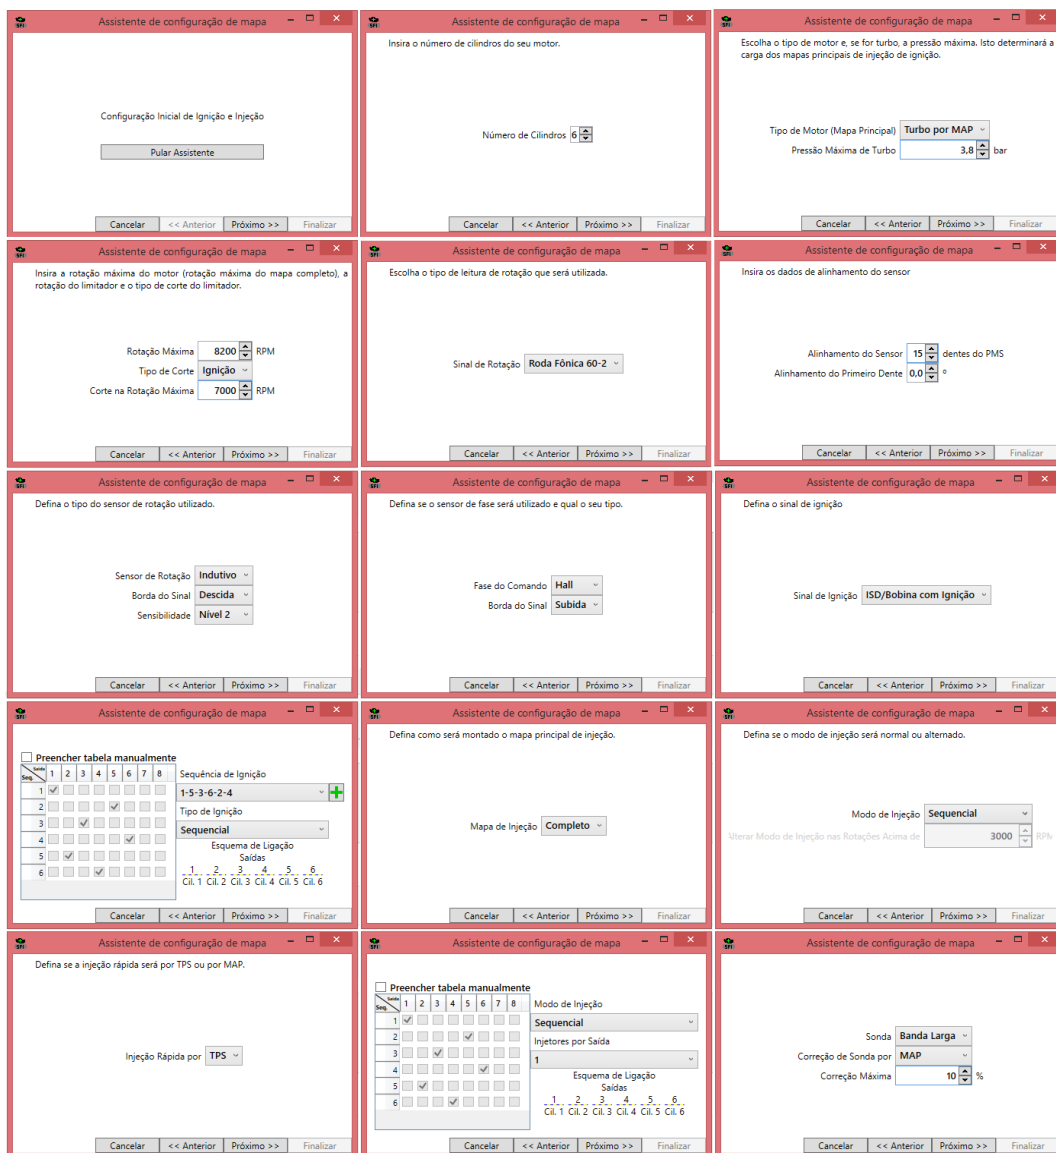 Assistente de configuração de mapa
Configuração Inicial de Ignição e Injeção
Pular Assistente
Cancelar << Anterior Próximo >> Finalizar
Assistente de configuração de mapa
Insira o número de cilindros do seu motor.
Número de Cilindros 6
Cancelar << Anterior Próximo >> Finalizar
Assistente de configuração de mapa
Escolha o tipo de motor e, se for turbo, a pressão máxima. Isto determinará a
carga dos mapas principais de injeção de ignição.
Tipo de Motor (Mapa Principal) Turbo por MAP
Pressão Máxima de Turbo 3,8 bar
Cancelar << Anterior Próximo >> Finalizar
Assistente de configuração de mapa
Insira a rotação máxima do motor (rotação máxima do mapa completo), a
rotação do limitador e o tipo de corte do limitador.
Rotação Máxima 8200 RPM
Tipo de Corte Ignição
Corte na Rotação Máxima 7000 RPM
Cancelar << Anterior Próximo >> Finalizar
Assistente de configuração de mapa
Escolha o tipo de leitura de rotação que será utilizada.
Sinal de Rotação Roda Fônica 60-2
Cancelar << Anterior Próximo >> Finalizar
Assistente de configuração de mapa
Insira os dados de alinhamento do sensor
Alinhamento do Sensor 15 dentes do PMS
Alinhamento do Primeiro Dente 0,0 °
Cancelar << Anterior Próximo >> Finalizar
Assistente de configuração de mapa
Defina o tipo do sensor de rotação utilizado.
Sensor de Rotação Indutivo
Borda do Sinal Descida
Sensibilidade Nível 2
Cancelar << Anterior Próximo >> Finalizar
Assistente de configuração de mapa
Defina se o sensor de fase será utilizado e qual o seu tipo.
Fase do Comando Hall
Borda do Sinal Subida
Cancelar << Anterior Próximo >> Finalizar
Assistente de configuração de mapa
Defina o sinal de ignição
Sinal de Ignição ISD/Bobina com Ignição
Cancelar << Anterior Próximo >> Finalizar
Assistente de configuração de mapa
Preencher tabela manualmente
Saída
Seq. 1 2 3 4 5 6 7 8
1
2
3
4
5
6
Sequência de Ignição
1-5-3-6-2-4
Tipo de Ignição
Sequencial
Esquema de Ligação
Saídas
1 2 3 4 5 6
Cil. 1 Cil. 2 Cil. 3 Cil. 4 Cil. 5 Cil. 6
Cancelar << Anterior Próximo >> Finalizar
Assistente de configuração de mapa
Defina como será montado o mapa principal de injeção.
Mapa de Injeção Completo
Cancelar << Anterior Próximo >> Finalizar
Assistente de configuração de mapa
Defina se o modo de injeção será normal ou alternado.
Modo de Injeção Sequencial
Alterar Modo de Injeção nas Rotações Acima de 3000 RPM
Cancelar << Anterior Próximo >> Finalizar
Assistente de configuração de mapa
Defina se a injeção rápida será por TPS ou por MAP.
Injeção Rápida por TPS
Cancelar << Anterior Próximo >> Finalizar
Assistente de configuração de mapa
Preencher tabela manualmente
Saída
Seq. 1 2 3 4 5 6 7 8
1
2
3
4
5
6
Modo de Injeção
Sequencial
Injetores por Saída
1
Esquema de Ligação
Saídas
1 2 3 4 5 6
Cil. 1 Cil. 2 Cil. 3 Cil. 4 Cil. 5 Cil. 6
Cancelar << Anterior Próximo >> Finalizar
Assistente de configuração de mapa
Sonda Banda Larga
Correção de Sonda por MAP
Correção Máxima 10 %
Cancelar << Anterior Próximo >> Finalizar